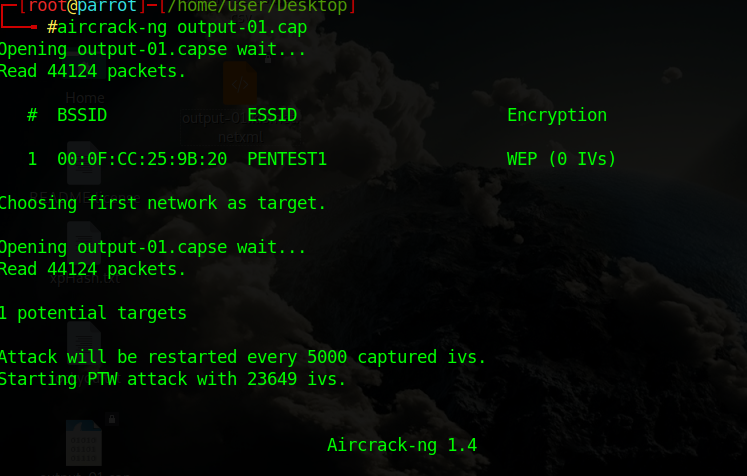 [root@parrot]-[/home/user/Desktop]
#aircrack-ng output-01.cap
Opening output-01.capse wait...
Read 44124 packets.
# BSSID ESSID Encryption
1 00:0F:CC:25:9B:20 PENTEST1 WEP (0 IVs)
Choosing first network as target.
Opening output-01.capse wait...
Read 44124 packets.
1 potential targets
Attack will be restarted every 5000 captured ivs.
Starting PTW attack with 23649 ivs.
Aircrack-ng 1.4
Home
netxml